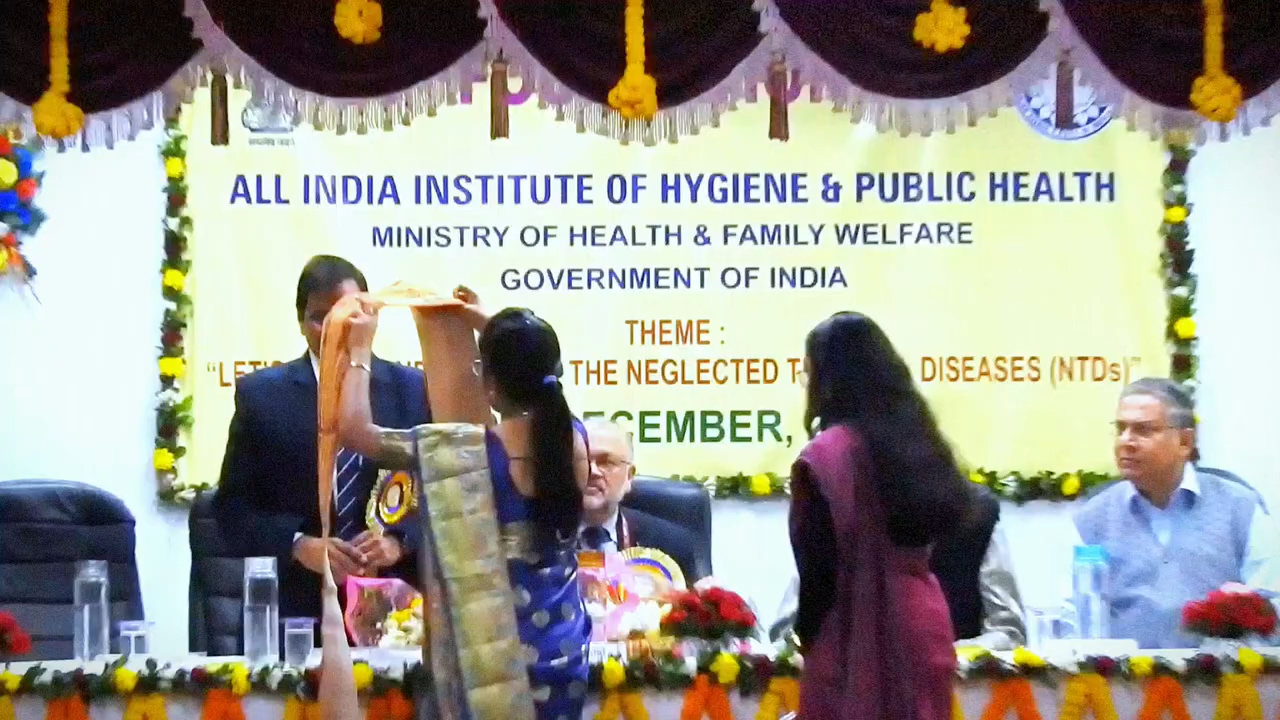 ALL INDIA INSTITUTE OF HYGIENE & PUBLIC HEALTH
MINISTRY OF HEALTH & FAMILY WELFARE
GOVERNMENT OF INDIA
THEME :
THE NEGLECTED DISEASES (NTDs)"